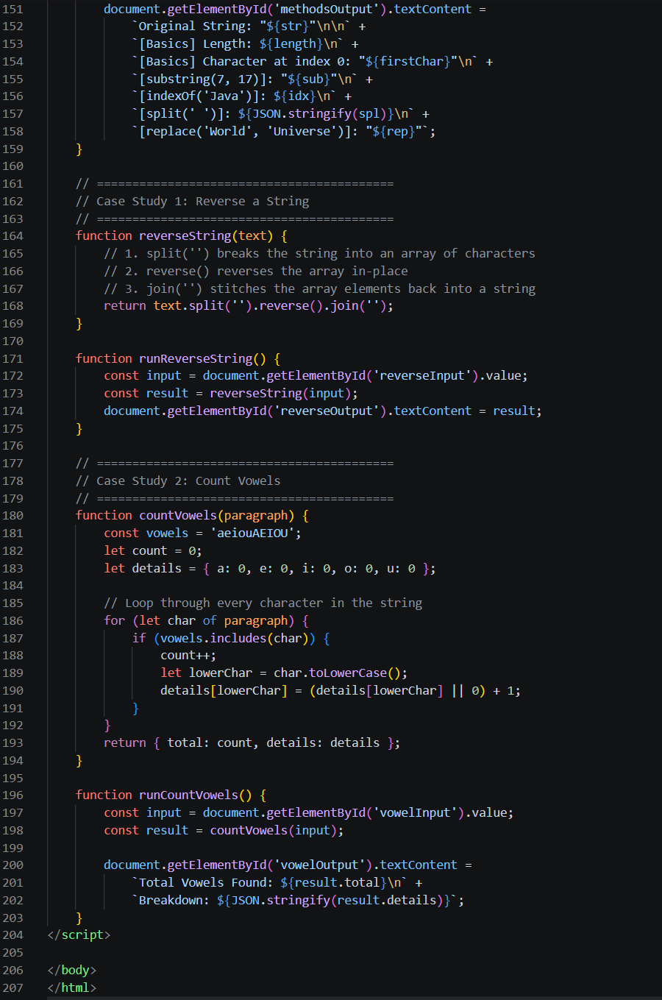 151 document.getElementById('methodsOutput').textContent =
152 `Original String: "${str}"\n\n` +
153 `[Basics] Length: ${length}\n` +
154 `[Basics] Character at index 0: "${firstChar}"\n` +
155 `[substring(7, 17)]: "${sub}"\n` +
156 `[indexOf('Java')]: ${idx}\n` +
157 `[split(' ')]: ${JSON.stringify(spl)}\n` +
158 `[replace('World', 'Universe')]: "${rep}"`;
159 }
160
161 // ==========================================
162 // Case Study 1: Reverse a String
163 // ==========================================
164 function reverseString(text) {
165 // 1. split('') breaks the string into an array of characters
166 // 2. reverse() reverses the array in-place
167 // 3. join('') stitches the array elements back into a string
168 return text.split('').reverse().join('');
169 }
170
171 function runReverseString() {
172 const input = document.getElementById('reverseInput').value;
173 const result = reverseString(input);
174 document.getElementById('reverseOutput').textContent = result;
175 }
176
177 // ==========================================
178 // Case Study 2: Count Vowels
179 // ==========================================
180 function countVowels(paragraph) {
181 const vowels = 'aeiouAEIOU';
182 let count = 0;
183 let details = { a: 0, e: 0, i: 0, o: 0, u: 0 };
184
185 // Loop through every character in the string
186 for (let char of paragraph) {
187 if (vowels.includes(char)) {
188 count++;
189 let lowerChar = char.toLowerCase();
190 details[lowerChar] = (details[lowerChar] || 0) + 1;
191 }
192 }
193 return { total: count, details: details };
194 }
195
196 function runCountVowels() {
197 const input = document.getElementById('vowelInput').value;
198 const result = countVowels(input);
199
200 document.getElementById('vowelOutput').textContent =
201 `Total Vowels Found: ${result.total}\n` +
202 `Breakdown: ${JSON.stringify(result.details)}`;
203 }
204 </script>
205
206 </body>
207 </html>